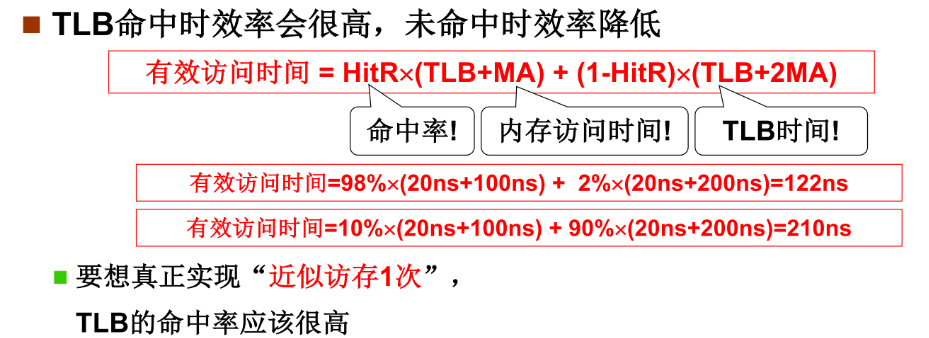 TLB命中时效率会很高，未命中时效率降低
有效访问时间 = HitR×(TLB+MA) + (1-HitR)×(TLB+2MA)
命中率! 内存访问时间! TLB时间!
有效访问时间=98%×(20ns+100ns) + 2%×(20ns+200ns)=122ns
有效访问时间=10%×(20ns+100ns) + 90%×(20ns+200ns)=210ns
要想真正实现“近似访存1次”，
TLB的命中率应该很高